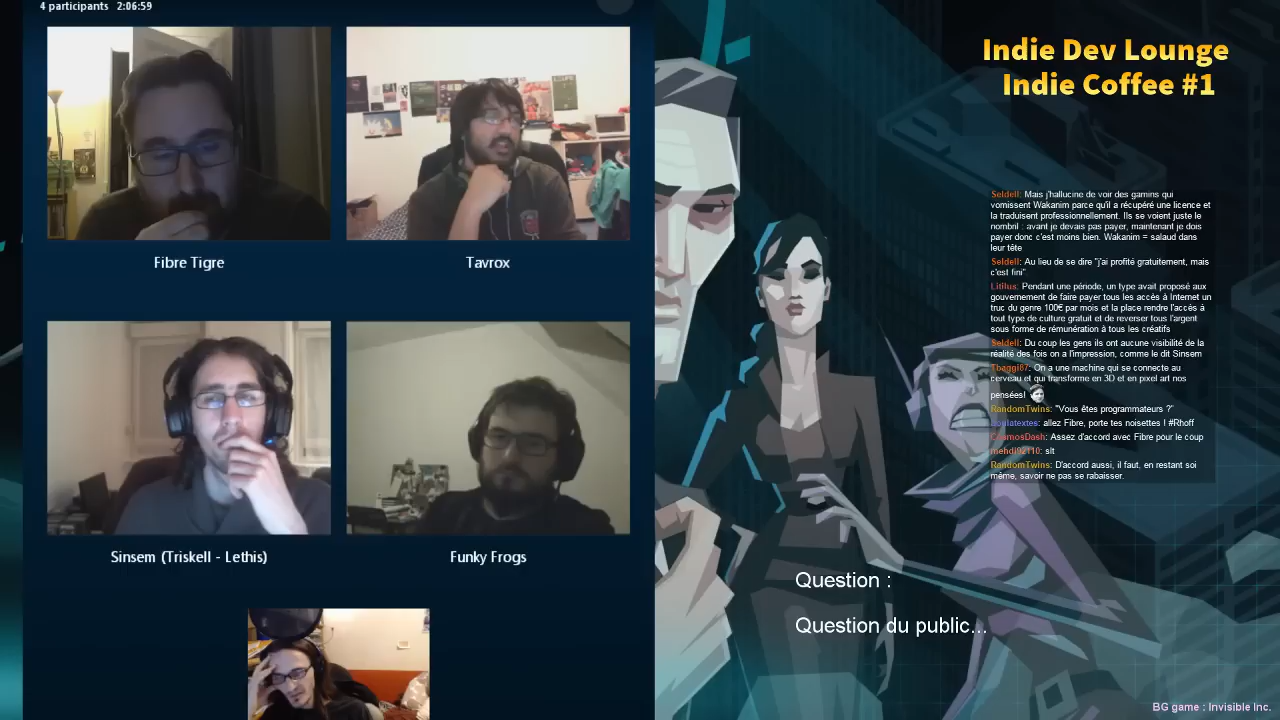 4 participants 2:06:59
Fibre Tigre
Tavrox
Sinsem (Triskell - Lethis)
Funky Frogs
Indie Dev Lounge
Indie Coffee #1
Seldell: Mais j'hallucine de voir des gamins qui
vomissent Wakanim parce qu'il a récupéré une licence et
la traduisent professionnellement. Ils se voient juste le
nombril : avant je devais pas payer, maintenant je dois
payer donc c'est moins bien. Wakanim = salaud dans
leur tête
Seldell: Au lieu de se dire "j'ai profité gratuitement, mais
c'est fini"
Litilus: Pendant une période, un type avait proposé aux
gouvernement de faire payer tous les accès à Internet un
truc du genre 100€ par mois et la place rendre l'accés à
tout type de culture gratuit et de reverser tous l'argent
sous forme de rémunération à tous les créatifs
Seldell: Du coup les gens ils ont aucune visibilité de la
réalité des fois on a l'impression, comme le dit Sinsem
Tbaggi87: On a une machine qui se connecte au
cerveau et qui transforme en 3D et en pixel art nos
pensées!
RandomTwins: "Vous êtes programmateurs ?"
allez Fibre, porte tes noisettes ! #Rhoff
CosmosDash: Assez d'accord avec Fibre pour le coup
mehdi92110: slt
RandomTwins: D'accord aussi, il faut, en restant soi
même, savoir ne pas se rabaisser.
Question :
Question du public...
BG game : Invisible Inc.